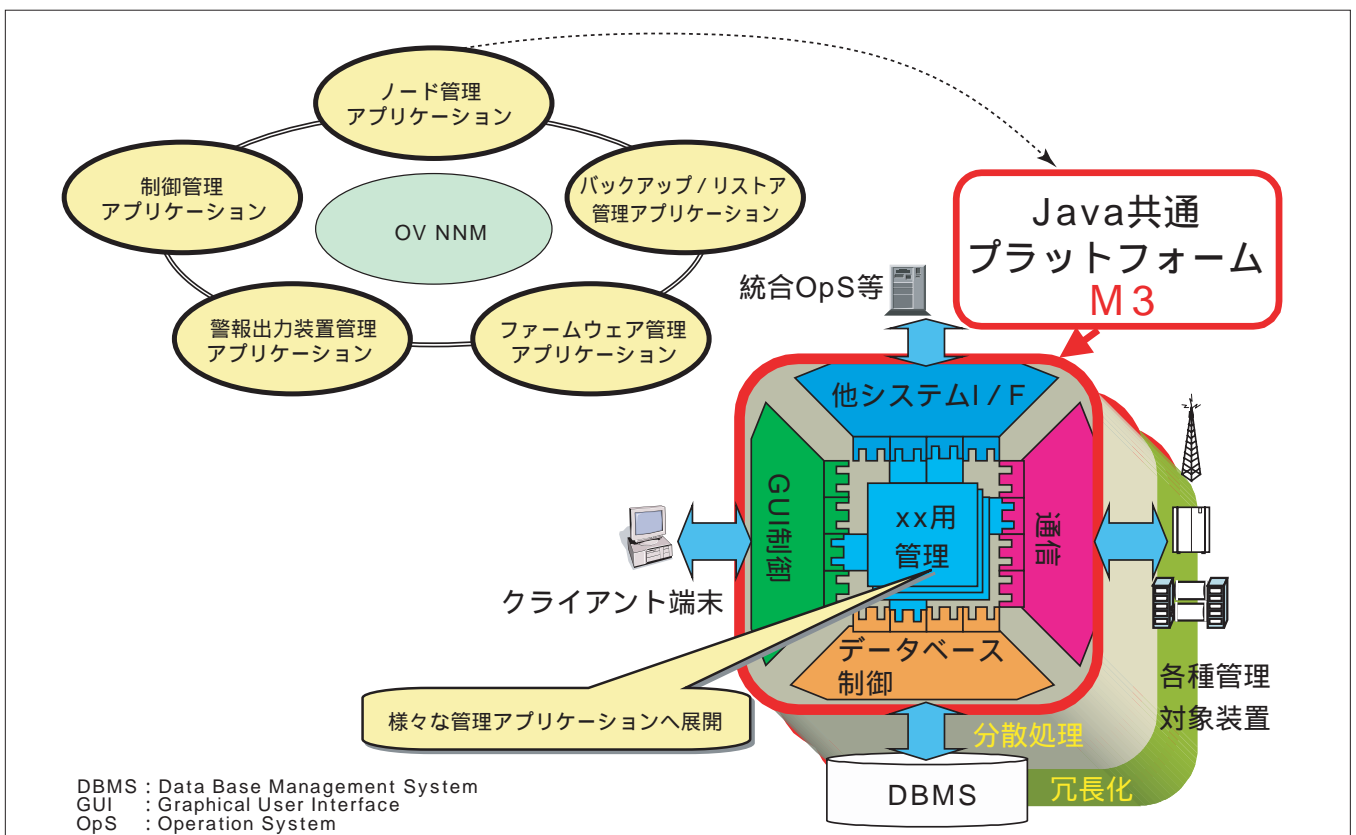 ノード管理
アプリケーション
制御管理
アプリケーション
バックアップ / リストア
管理アプリケーション
OV NNM
警報出力装置管理
アプリケーション
ファームウェア管理
アプリケーション
Java共通
プラットフォーム
M3
統合OpS等
他システムI / F
GUI制御
xx用
管理
通信
クライアント端末
データベース
制御
各種管理
対象装置
様々な管理アプリケーションへ展開
分散処理
冗長化
DBMS
DBMS : Data Base Management System
GUI : Graphical User Interface
OpS : Operation System